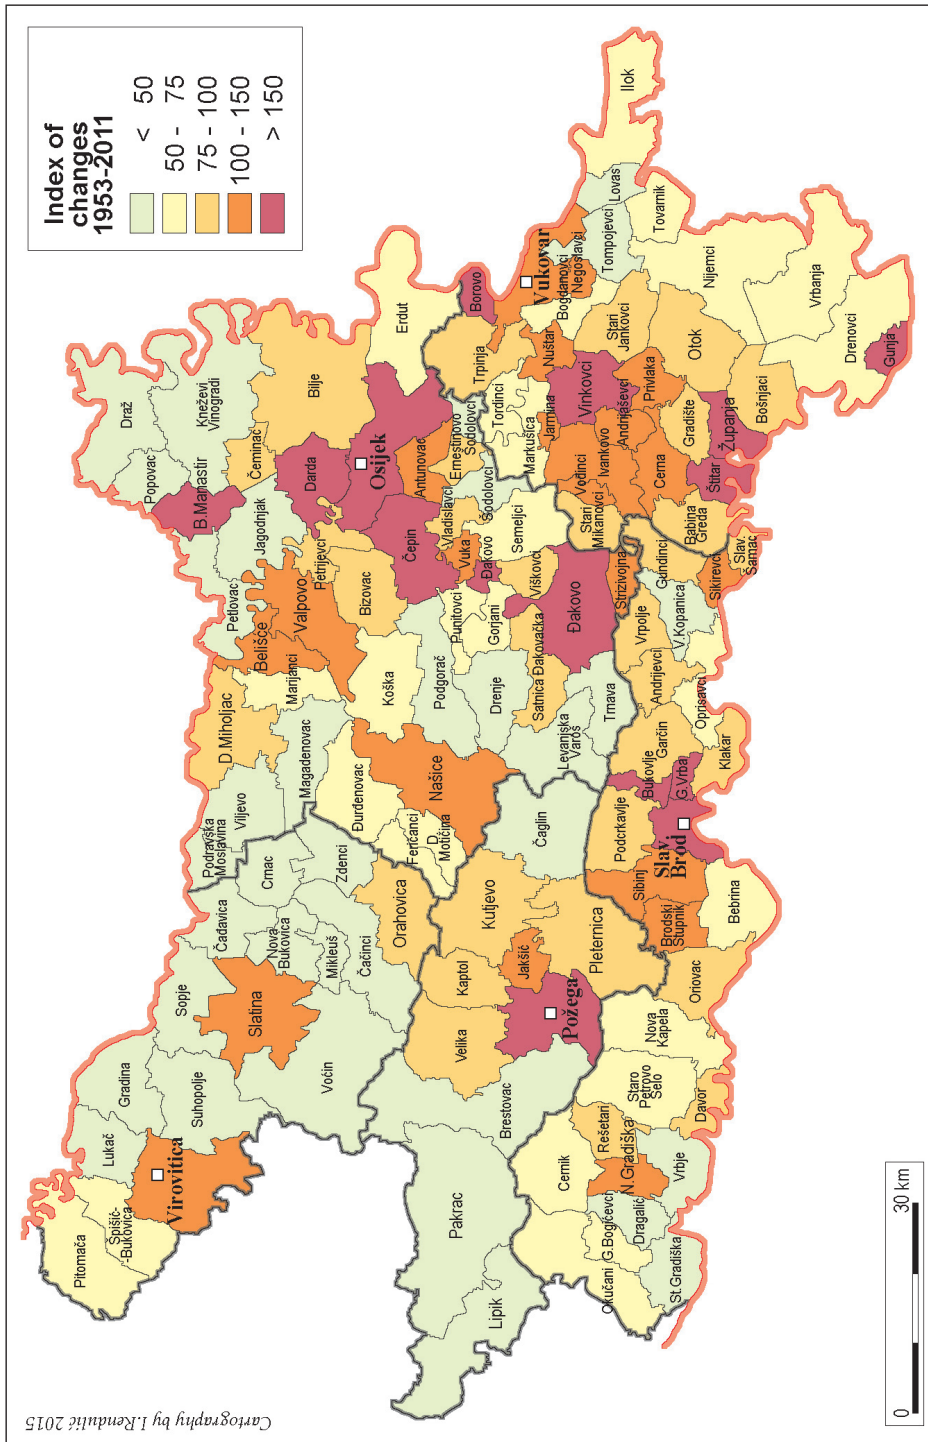 Index of
changes
1953-2011
< 50
50 - 75
75 - 100
100 - 150
> 150
Pitomača
Spišić
-Bukovica
Lukač
Virovitica
Gradina
Suhopolje
Sopje
Slatina
Voćin
Čađavica
Nova
Bukovica
Mikleuš
Čačinci
Crnac
Zdenci
Orahovica
Podravska
Moslavina
Viljevo
D.Miholjac
Magadenovac
Marijanci
Belišće
Valpovo
Petlovac
Jagodnjak
B.Manastir
Popovac
Draž
Kneževi
Vinogradi
Čeminac
Bilje
Darda
Osijek
Erdut
Petrijevci
Bizovac
Čepin
Antunovac
Ernestinovo
Šodolovci
Šodolovci
Vladislavci
Vuka
Đakovo
Koška
Podgorač
Punitovci
Gorjani
Drenje
Satnica Đakovačka
Viškovci
Semeljci
Đakovo
Strizivojna
Trnava
Levanjska
Varoš
Našice
Đurđenovac
Feričanci
D.
Motičina
Čaglin
Kutjevo
Kaptol
Velika
Jakšić
Pleternica
Požega
Brestovac
Pakrac
Lipik
Okučani
G.Bogićevci
Cernik
Rešetari
N.Gradiška
Dragalić
St.Gradiška
Vrbje
Staro
Petrovo
Selo
Davor
Nova
Kapela
Oriovac
Bebrina
Brodski
Stupnik
Sibinj
Slav
Brod
Podcrkavlje
Bukovlje
G.Vrba
Garčin
Klakar
Oprisavci
Andrijevci
Vrpolje
V.Kopanica
Gundinci
Sikirevci
Slav.
Šamac
Babina
Greda
Stari
Mikanovci
Vođinci
Ivankovo
Andrijaševci
Cerna
Gradište
Štitar
Županja
Bošnjaci
Privlaka
Otok
Vinkovci
Jarmina
Markušica
Tordinci
Nuštar
Trpinja
Borovo
Vukovar
Bogdanovci
Negoslavci
Stari
Jankovci
Tompojevci
Lovas
Ilok
Tovarnik
Nijemci
Vrbanja
Drenovci
Gunja
0
30 km
Cartography by I.Rendulić 2015